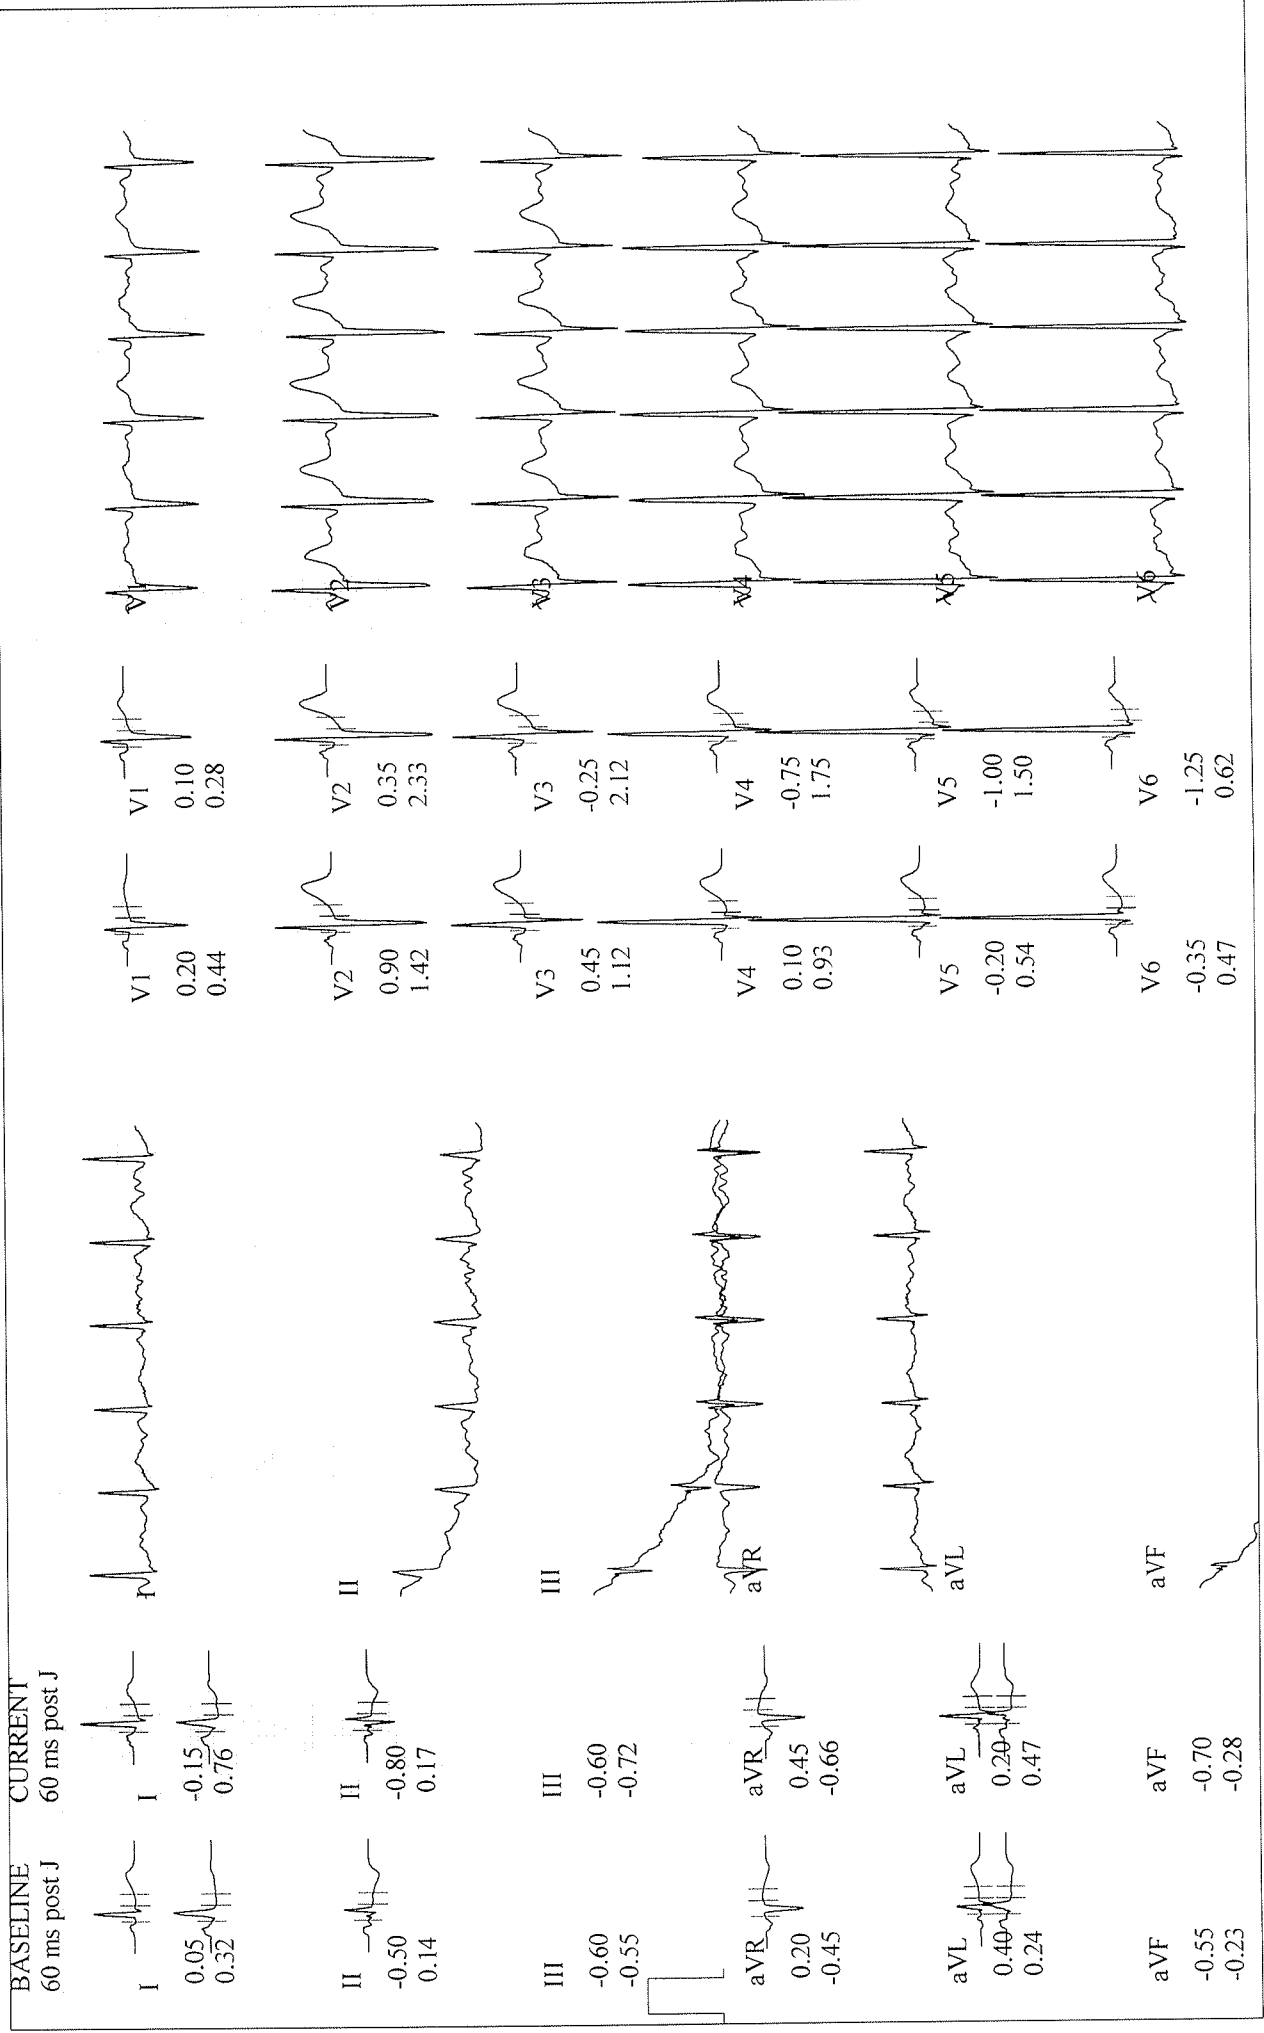 BASELINE
60 ms post J
I
0.05
0.32
II
-0.50
0.14
III
-0.60
-0.55
aVR
0.20
-0.45
aVL
0.40
0.24
aVF
-0.55
-0.23
CURRENT
60 ms post J
I
-0.15
0.76
II
-0.80
0.17
III
-0.60
-0.72
aVR
0.45
-0.66
aVL
0.20
0.47
aVF
-0.70
-0.28
I
II
III
aVR
aVL
aVF
V1
0.20
0.44
V2
0.90
1.42
V3
0.45
1.12
V4
0.10
0.93
V5
-0.20
0.54
V6
-0.35
0.47
V1
0.10
0.28
V2
0.35
2.33
V3
-0.25
2.12
V4
-0.75
1.75
V5
-1.00
1.50
V6
-1.25
0.62
V1
V2
V3
V4
V5
V6